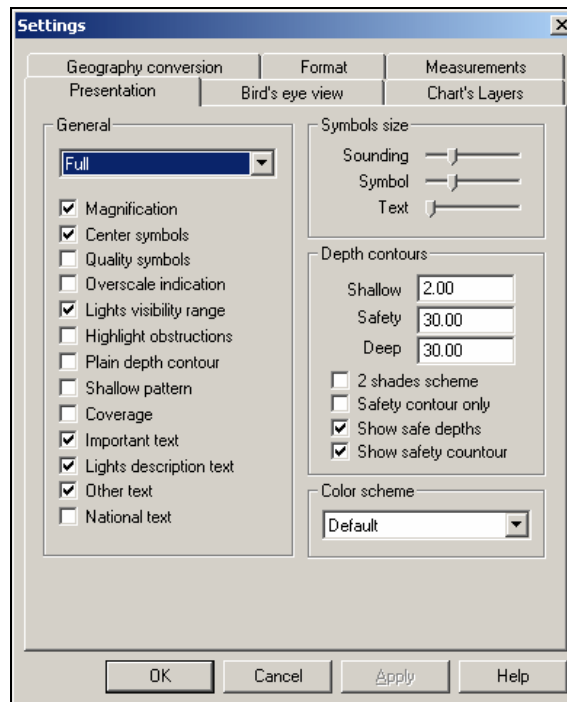 Settings
Geography conversion
Format
Measurements
Presentation
Bird's eye view
Chart's Layers
General
Full
Magnification
Center symbols
Quality symbols
Overscale indication
Lights visibility range
Highlight obstructions
Plain depth contour
Shallow pattern
Coverage
Important text
Lights description text
Other text
National text
Symbols size
Sounding
Symbol
Text
Depth contours
Shallow 2.00
Safety 30.00
Deep 30.00
2 shades scheme
Safety contour only
Show safe depths
Show safety countour
Color scheme
Default
OK
Cancel
Apply
Help